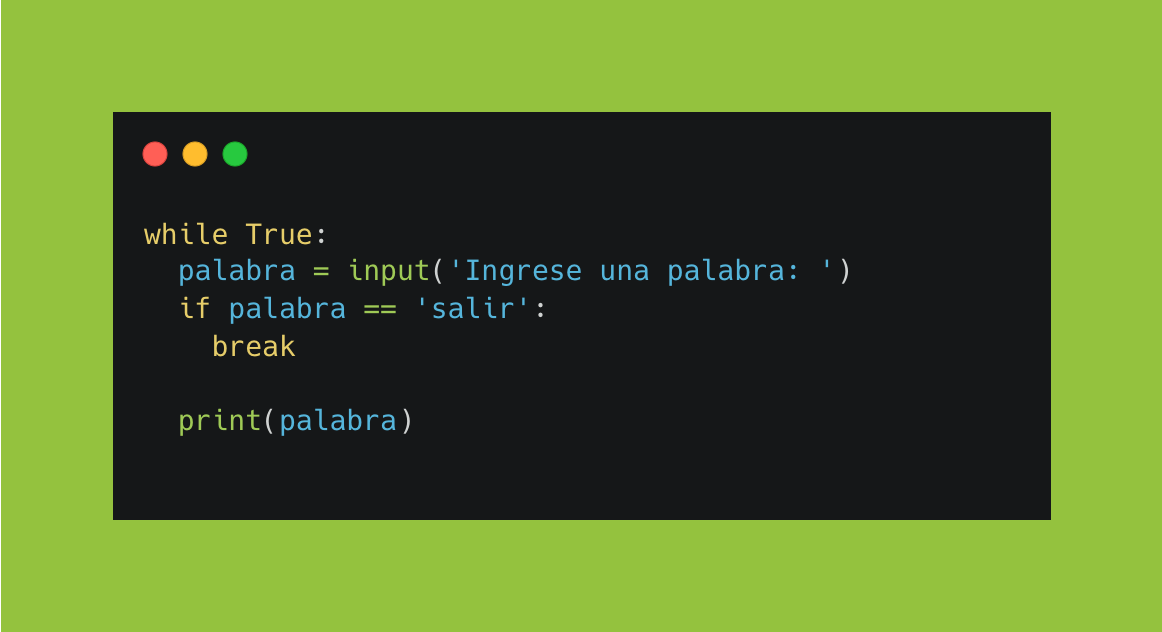 while True:
  palabra = input('Ingrese una palabra: ')
  if palabra == 'salir':
    break
  print(palabra)